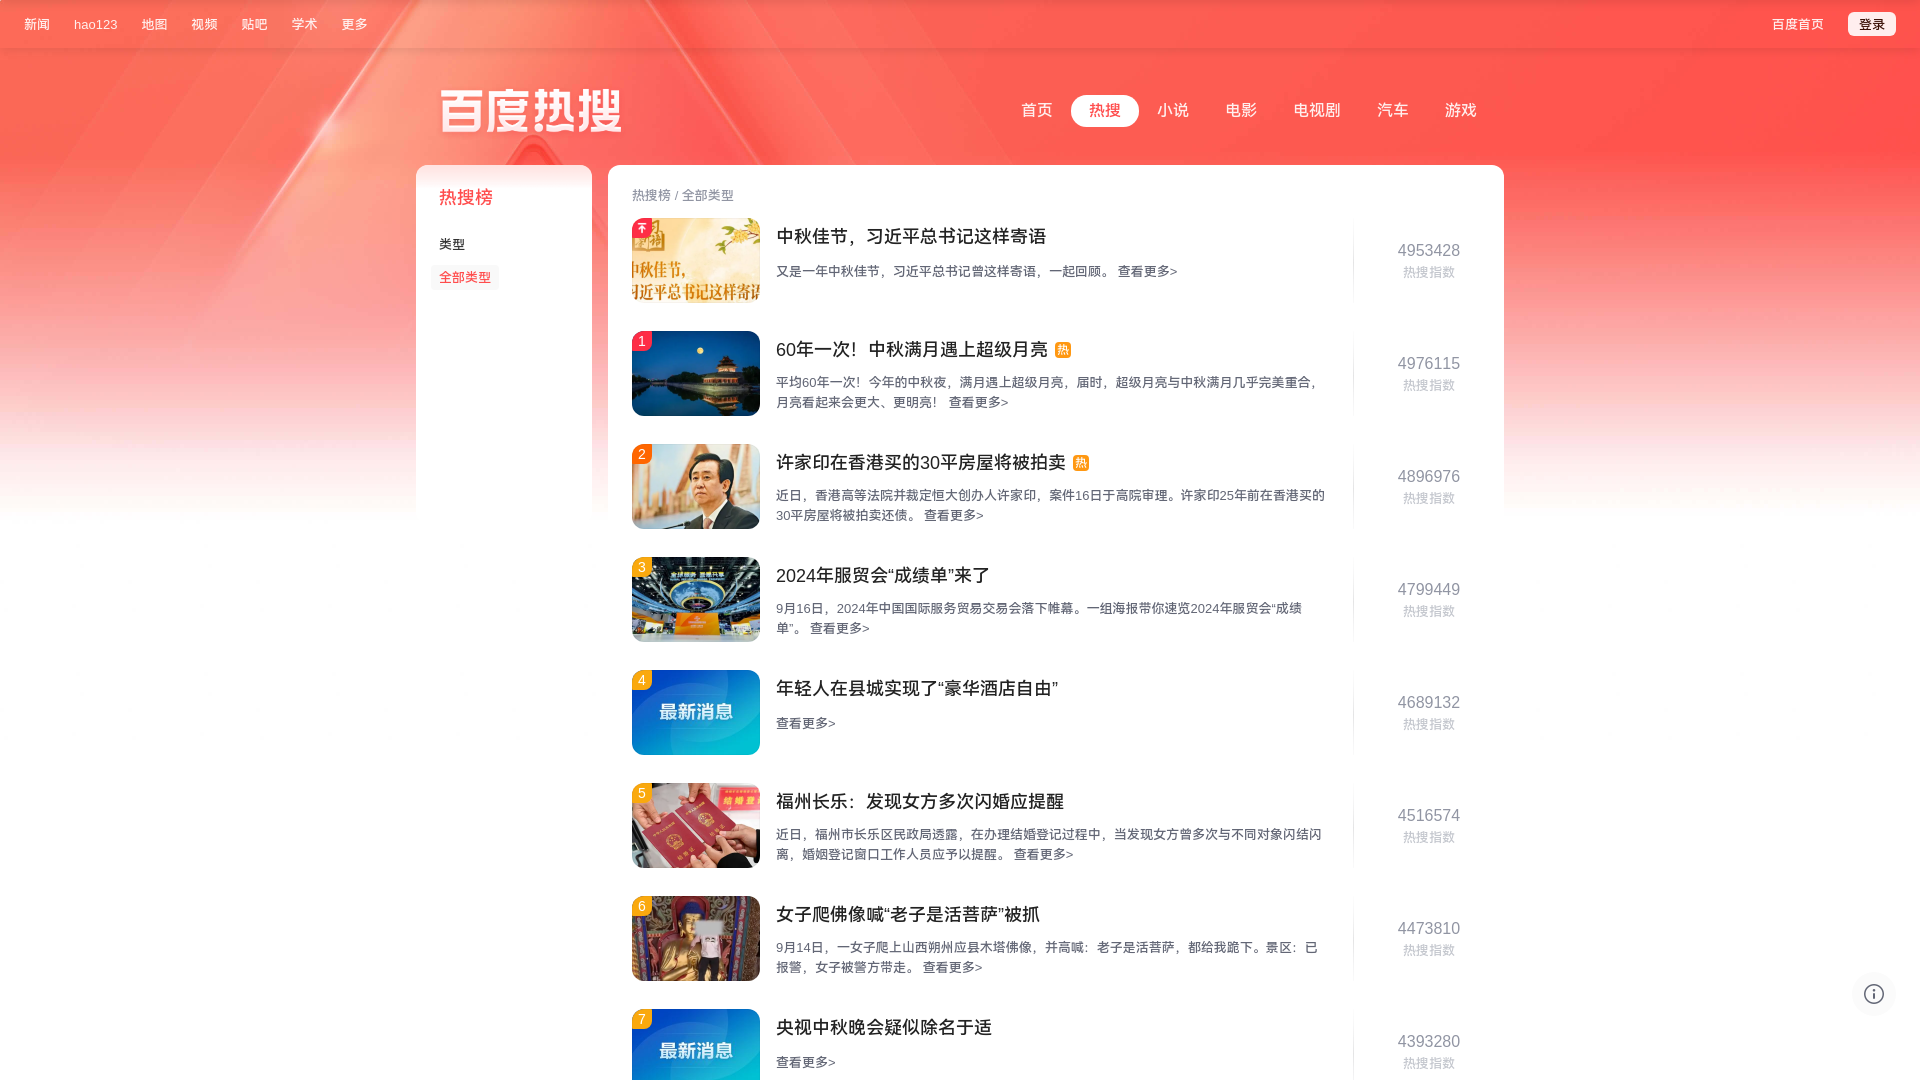 新闻
hao123
地图
视频
贴吧
学术
更多
百度首页
登录
百度热搜
首页
热搜
小说
电影
电视剧
汽车
游戏
热搜榜
类型
全部类型
热搜榜 / 全部类型
中秋佳节,
习近平总书记这样寄语
中秋佳节，习近平总书记这样寄语
又是一年中秋佳节，习近平总书记曾这样寄语，一起回顾。 查看更多>
4953428
热搜指数
1
60年一次！中秋满月遇上超级月亮 热
平均60年一次！今年的中秋夜，满月遇上超级月亮，届时，超级月亮与中秋满月几乎完美重合，
月亮看起来会更大、更明亮！ 查看更多>
4976115
热搜指数
2
许家印在香港买的30平房屋将被拍卖 热
近日，香港高等法院并裁定恒大创办人许家印，案件16日于高院审理。许家印25年前在香港买的
30平房屋将被拍卖还债。 查看更多>
4896976
热搜指数
3
2024年服贸会“成绩单”来了
9月16日，2024年中国国际服务贸易交易会落下帷幕。一组海报带你速览2024年服贸会“成绩
单”。 查看更多>
4799449
热搜指数
4
最新消息
年轻人在县城实现了“豪华酒店自由”
查看更多>
4689132
热搜指数
5
福州长乐：发现女方多次闪婚应提醒
近日，福州市长乐区民政局透露，在办理结婚登记过程中，当发现女方曾多次与不同对象闪结闪
离，婚姻登记窗口工作人员应予以提醒。 查看更多>
4516574
热搜指数
6
女子爬佛像喊“老子是活菩萨”被抓
9月14日，一女子爬上山西朔州应县木塔佛像，并高喊：老子是活菩萨，都给我跪下。景区：已
报警，女子被警方带走。 查看更多>
4473810
热搜指数
7
最新消息
央视中秋晚会疑似除名于适
查看更多>
4393280
热搜指数